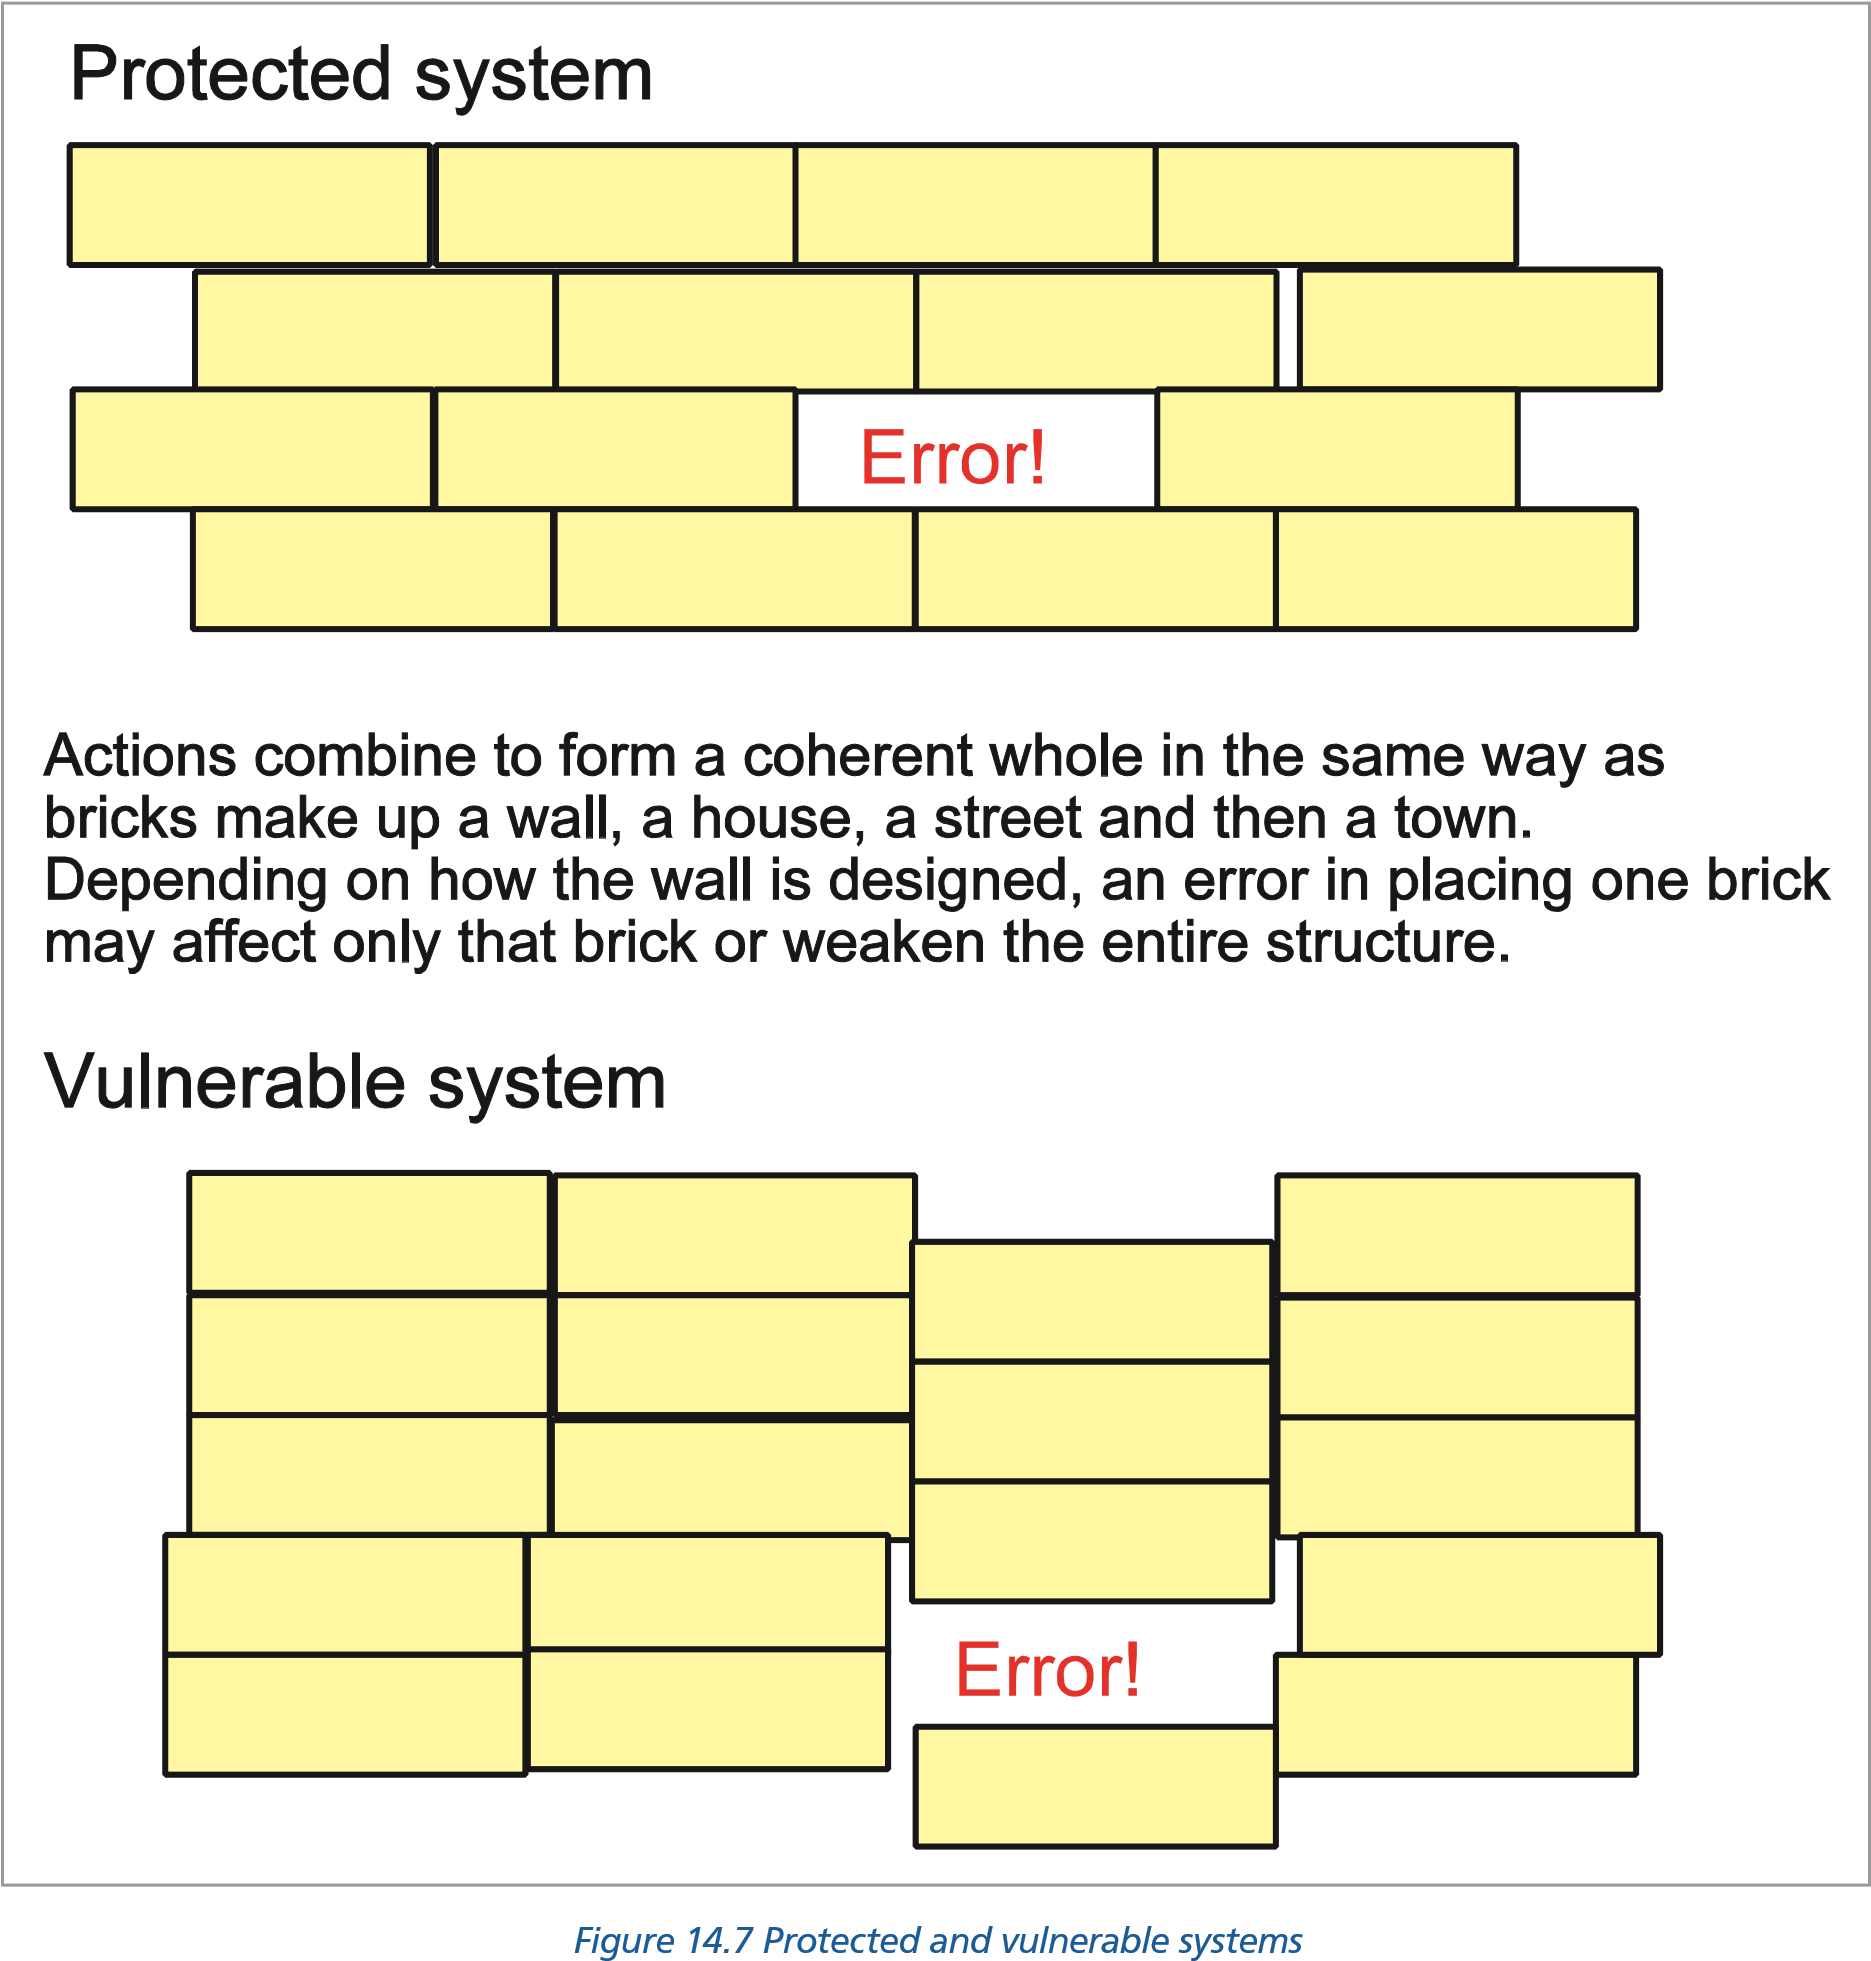 Protected system
Error!
Actions combine to form a coherent whole in the same way as
bricks make up a wall, a house, a street and then a town.
Depending on how the wall is designed, an error in placing one brick
may affect only that brick or weaken the entire structure.
Vulnerable system
Error!
Figure 14.7 Protected and vulnerable systems